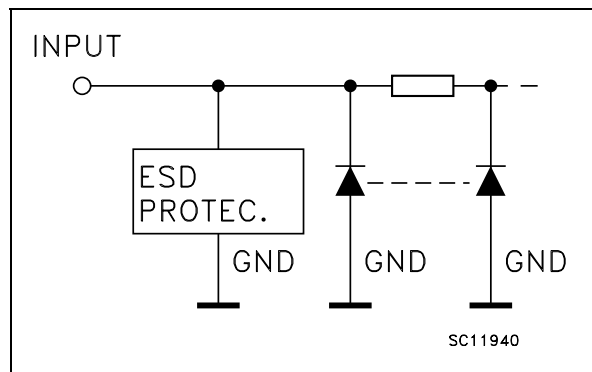 INPUT
ESD
PROTEC.
GND
GND
GND
SC11940